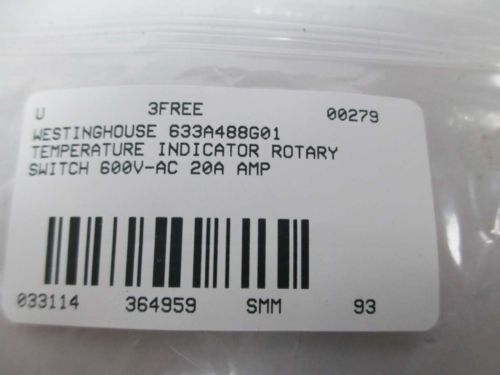 U 3FREE 00279
WESTINGHOUSE 633A488G01
TEMPERATURE INDICATOR ROTARY
SWITCH 600V-AC 20A AMP
033114 364959 SMM 93